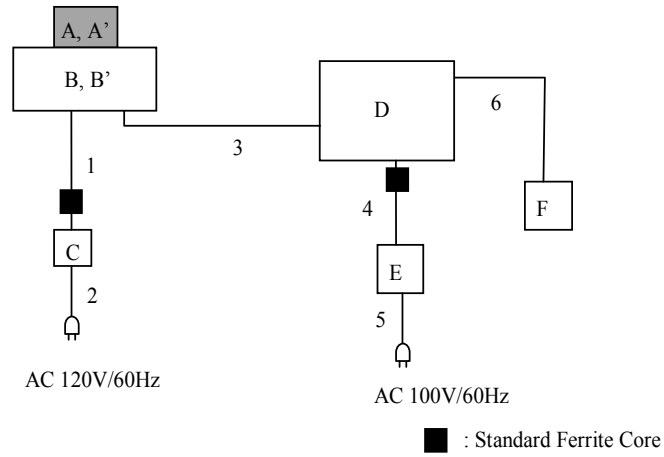 A, A’
B, B’
D
6
3
1
F
4
C
E
2
5
AC 120V/60Hz
AC 100V/60Hz
: Standard Ferrite Core